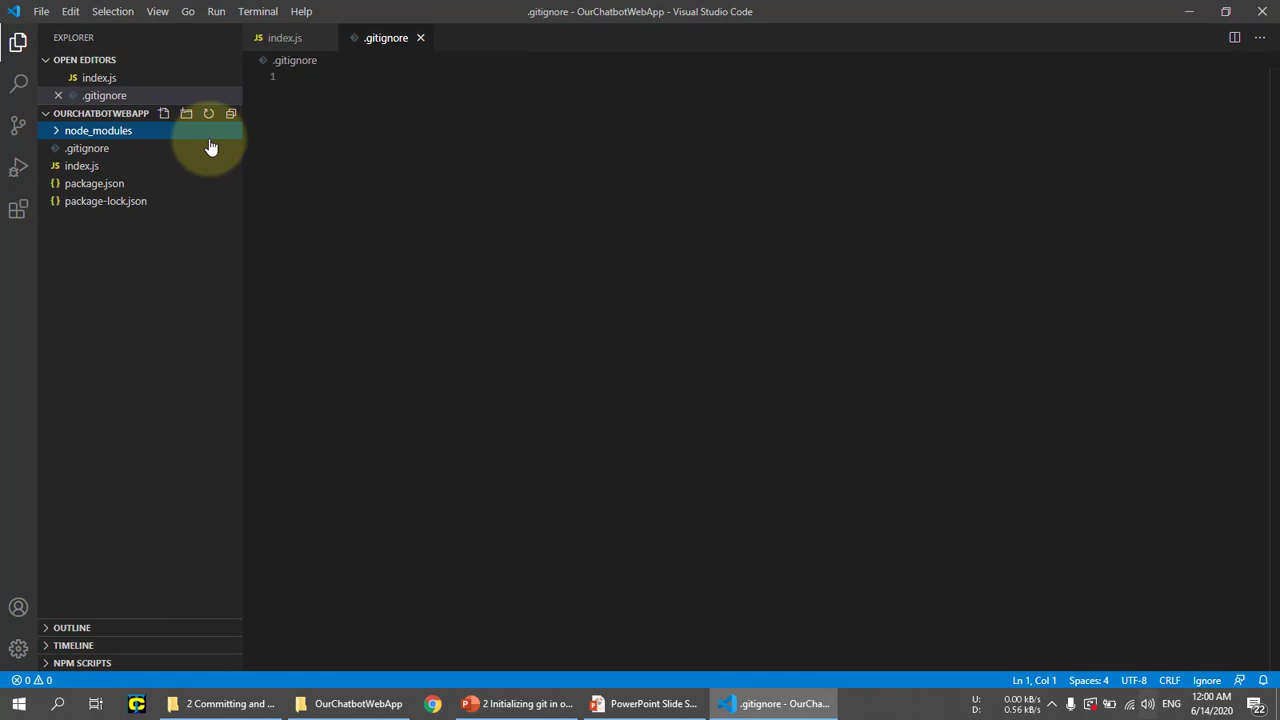 File Edit Selection View Go Run Terminal Help .gitignore - OurChatbotWebApp - Visual Studio Code
EXPLORER
JS index.js .gitignore
OPEN EDITORS
.gitignore
JS index.js
1
.gitignore
OURCHATBOTWEBAPP
node_modules
.gitignore
JS index.js
{} package.json
{} package-lock.json
OUTLINE
TIMELINE
NPM SCRIPTS
0 0 Ln 1, Col 1 Spaces: 4 UTF-8 CRLF Ignore
2 Committing and ... OurChatbotWebApp 2 Initializing git in o... PowerPoint Slide S... .gitignore - OurCha... U: 0.00 kB/s ENG 12:00 AM
D: 0.56 kB/s 6/14/2020 22